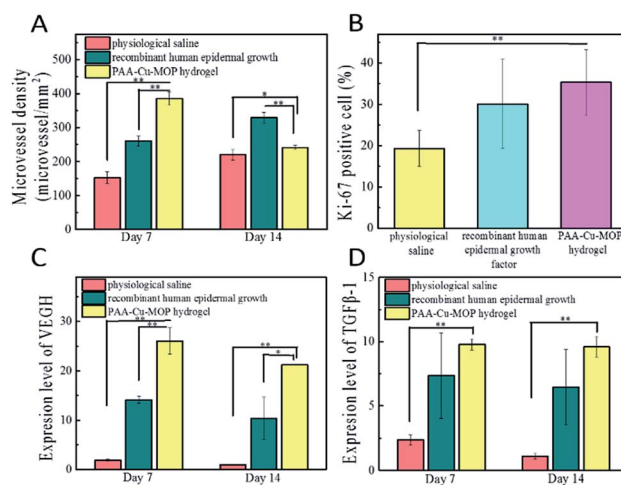 A
physiological saline
recombinant human epidermal growth
PAA-Cu-MOP hydrogel
Microvessel density
(microvessel/mm²)
500
400
300
200
100
0
**
**
*
**
Day 7
Day 14
B
Ki-67 positive cell (%)
50
40
30
20
10
0
**
physiological
saline
recombinant human
epidermal growth
factor
PAA-Cu-MOP
hydrogel
C
physiological saline
recombinant human epidermal growth
PAA-Cu-MOP hydrogel
Expresion level of VEGH
30
20
10
0
**
**
**
*
Day 7
Day 14
D
physiological saline
recombinant human epidermal growth
PAA-Cu-MOP hydrogel
Expresion level of TGFβ-1
15
10
5
0
**
**
Day 7
Day 14